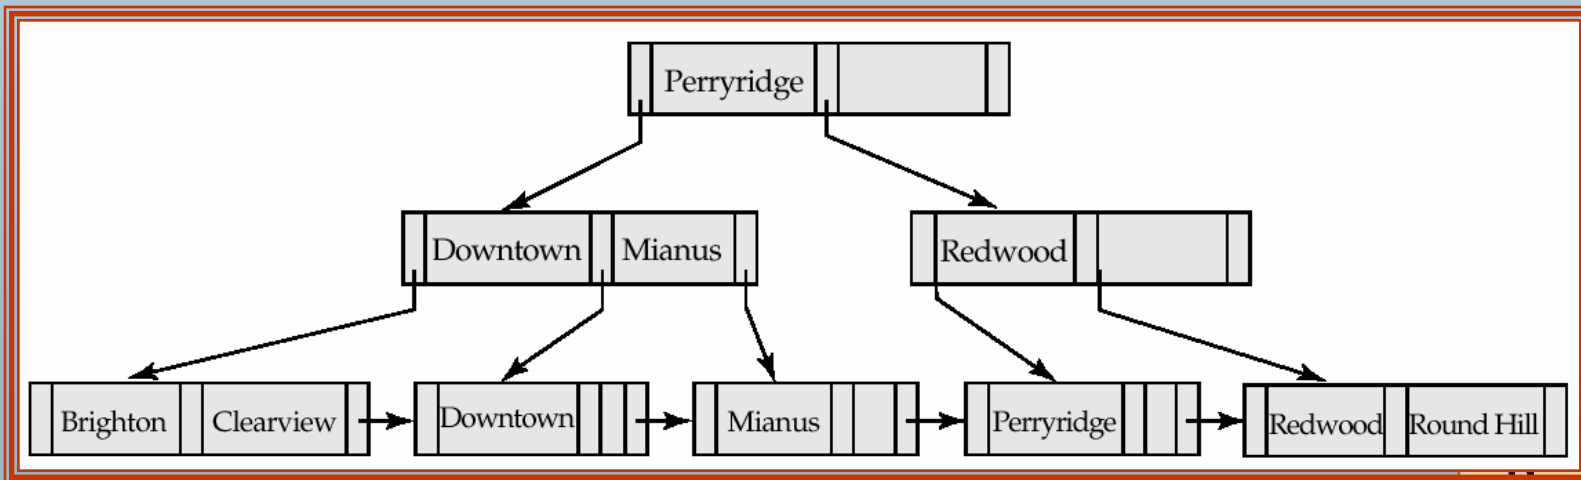 Perryridge
Downtown Mianus
Redwood
Brighton Clearview
Downtown
Mianus
Perryridge
Redwood Round Hill